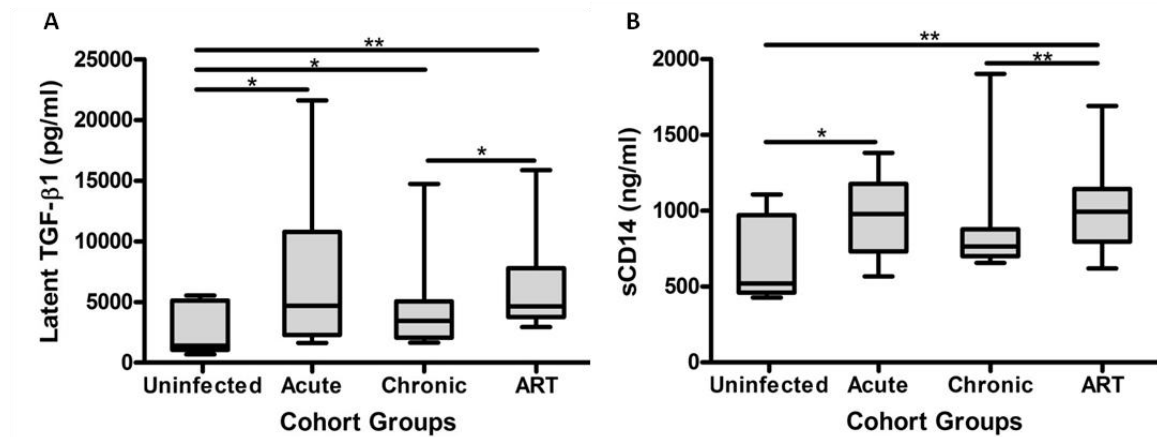 A
Latent TGF-β1 (pg/ml)
25000
20000
15000
10000
5000
0
**
*
*
*
Uninfected Acute Chronic ART
Cohort Groups
B
sCD14 (ng/ml)
2000
1500
1000
500
0
**
**
*
Uninfected Acute Chronic ART
Cohort Groups